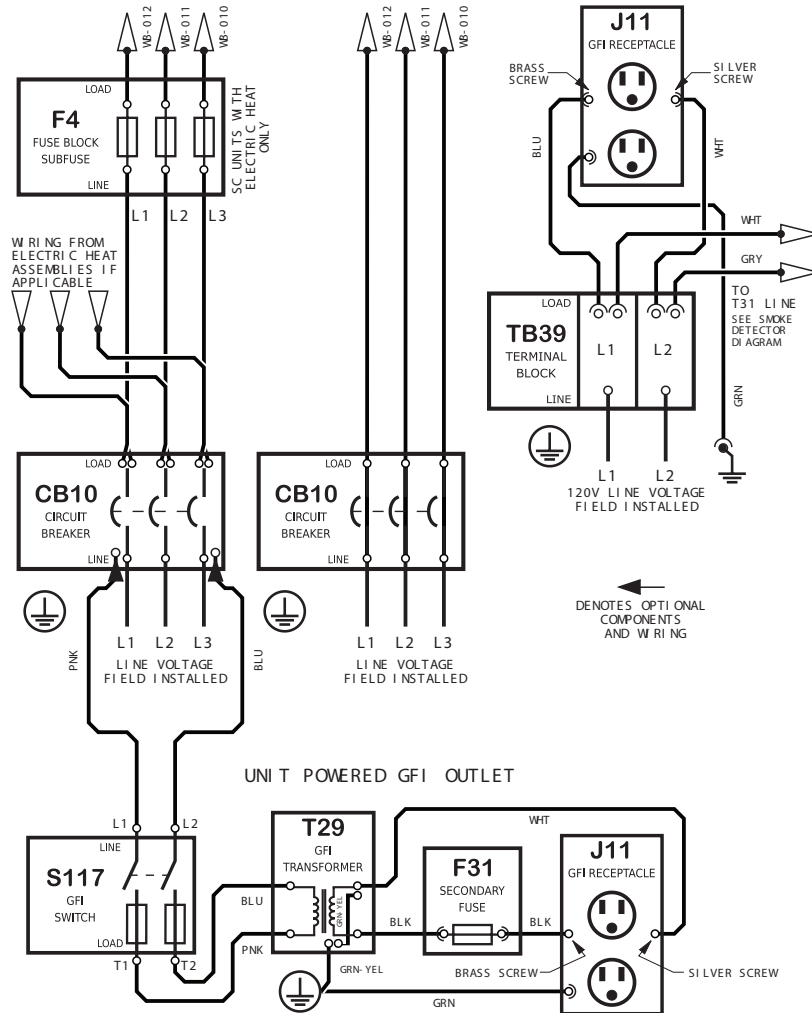 WB-012
WB-011
WB-010
WB-012
WB-011
WB-010
J11
GFI RECEPTACLE
BRASS
SCREW
SILVER
SCREW
LOAD
F4
FUSE BLOCK
SUBFUSE
LINE
SC UNITS WITH
ELECTRIC HEAT
ONLY
L1
L2
L3
BLU
WHT
WIRING FROM
ELECTRIC HEAT
ASSEMBLIES IF
APPLICABLE
WHT
GRY
TO
T31 LINE
SEE SMOKE
DETECTOR
DIAGRAM
LOAD
TB39
TERMINAL
BLOCK
LINE
L1
L2
GRN
L1
L2
120V LINE VOLTAGE
FIELD INSTALLED
LOAD
CB10
CIRCUIT
BREAKER
LINE
LOAD
CB10
CIRCUIT
BREAKER
LINE
L1
L2
L3
LINE VOLTAGE
FIELD INSTALLED
PNK
BLU
L1
L2
L3
LINE VOLTAGE
FIELD INSTALLED
DENOTES OPTIONAL
COMPONENTS
AND WIRING
UNIT POWERED GFI OUTLET
L1
L2
LINE
S117
GFI
SWITCH
LOAD
T1
T2
BLU
PNK
T29
GFI
TRANSFORMER
GRN-YEL
GRN-YEL
WHT
BLK
F31
SECONDARY
FUSE
BLK
J11
GFI RECEPTACLE
BRASS SCREW
SILVER SCREW
GRN